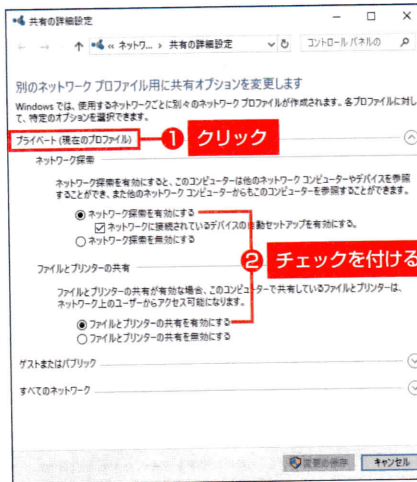 共有の詳細設定
« ネットワ... › 共有の詳細設定
コントロール パネルの
別のネットワーク プロファイル用に共有オプションを変更します
Windows では、使用するネットワークごとに別々のネットワーク プロファイルが作成されます。各プロファイルに対し
て、特定のオプションを選択できます。
プライベート (現在のプロファイル)
1 クリック
ネットワーク探索
ネットワーク探索を有効にすると、このコンピューターは他のネットワーク コンピューターやデバイスを参照
することができ、また他のネットワーク コンピューターからもこのコンピューターを参照することができます。
ネットワーク探索を有効にする
ネットワークに接続されているデバイスの自動セットアップを有効にする。
ネットワーク探索を無効にする
2 チェックを付ける
ファイルとプリンターの共有
ファイルとプリンターの共有が有効な場合、このコンピューターで共有しているファイルとプリンターは、
ネットワーク上のユーザーからアクセス可能になります。
ファイルとプリンターの共有を有効にする
ファイルとプリンターの共有を無効にする
ゲストまたはパブリック
すべてのネットワーク
変更の保存 キャンセル